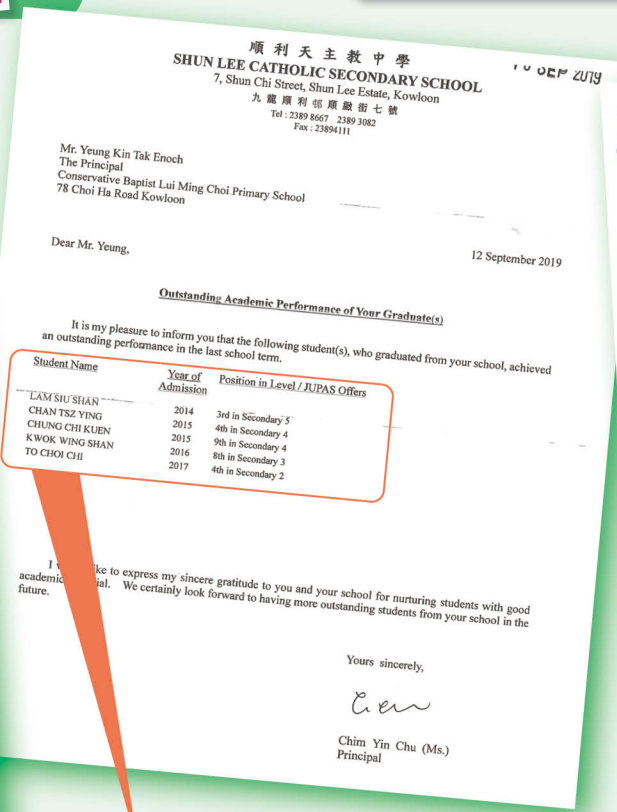 順利天主教中學
SHUN LEE CATHOLIC SECONDARY SCHOOL
7, Shun Chi Street, Shun Lee Estate, Kowloon
九龍順利邨順緻街七號
Tel : 2389 8667 2389 3082
Fax : 23894111
SEP 2019
Mr. Yeung Kin Tak Enoch
The Principal
Conservative Baptist Lui Ming Choi Primary School
78 Choi Ha Road Kowloon
Dear Mr. Yeung,
12 September 2019
Outstanding Academic Performance of Your Graduate(s)
It is my pleasure to inform you that the following student(s), who graduated from your school, achieved
an outstanding performance in the last school term.
Student Name Year of Admission Position in Level / JUPAS Offers
LAM SIU SHAN 2014 3rd in Secondary 5
CHAN TSZ YING 2015 4th in Secondary 4
CHUNG CHI KUEN 2015 9th in Secondary 4
KWOK WING SHAN 2016 8th in Secondary 3
TO CHOI CHI 2017 4th in Secondary 2
I ke to express my sincere gratitude to you and your school for nurturing students with good
academic ial. We certainly look forward to having more outstanding students from your school in the
future.
Yours sincerely,
Chim Yin Chu (Ms.)
Principal